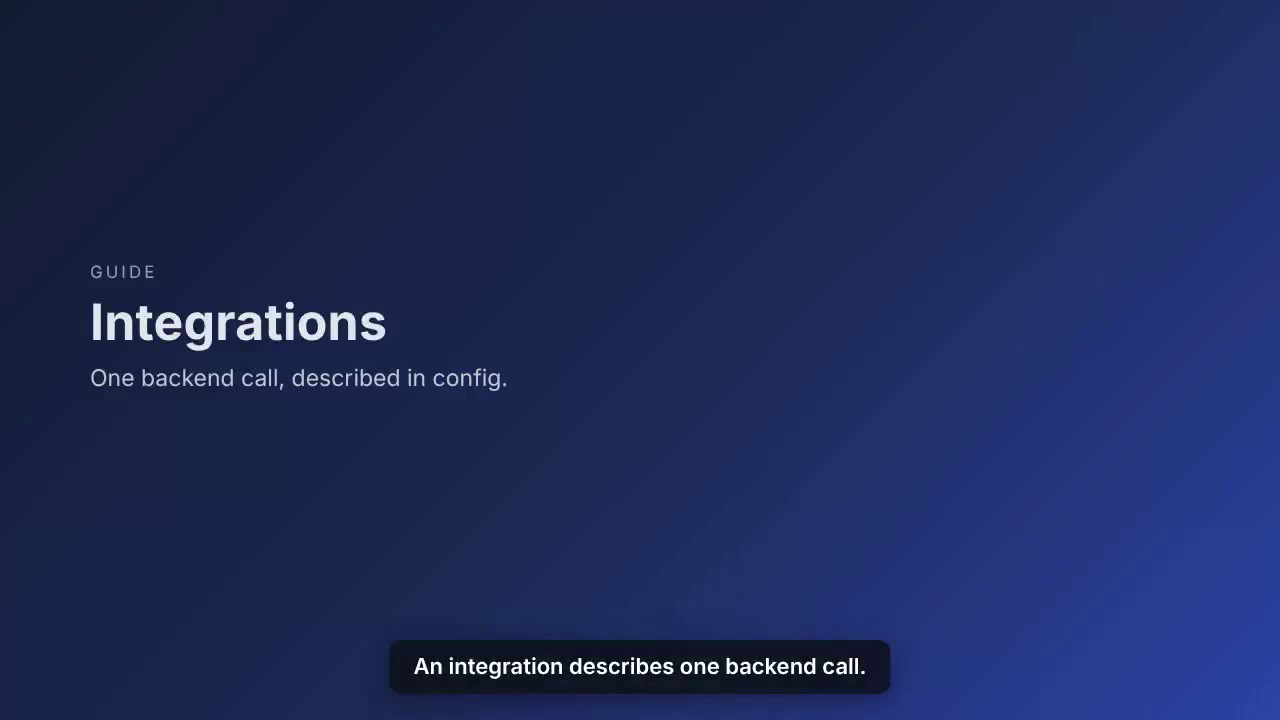 GUIDE
Integrations
One backend call, described in config.
An integration describes one backend call.